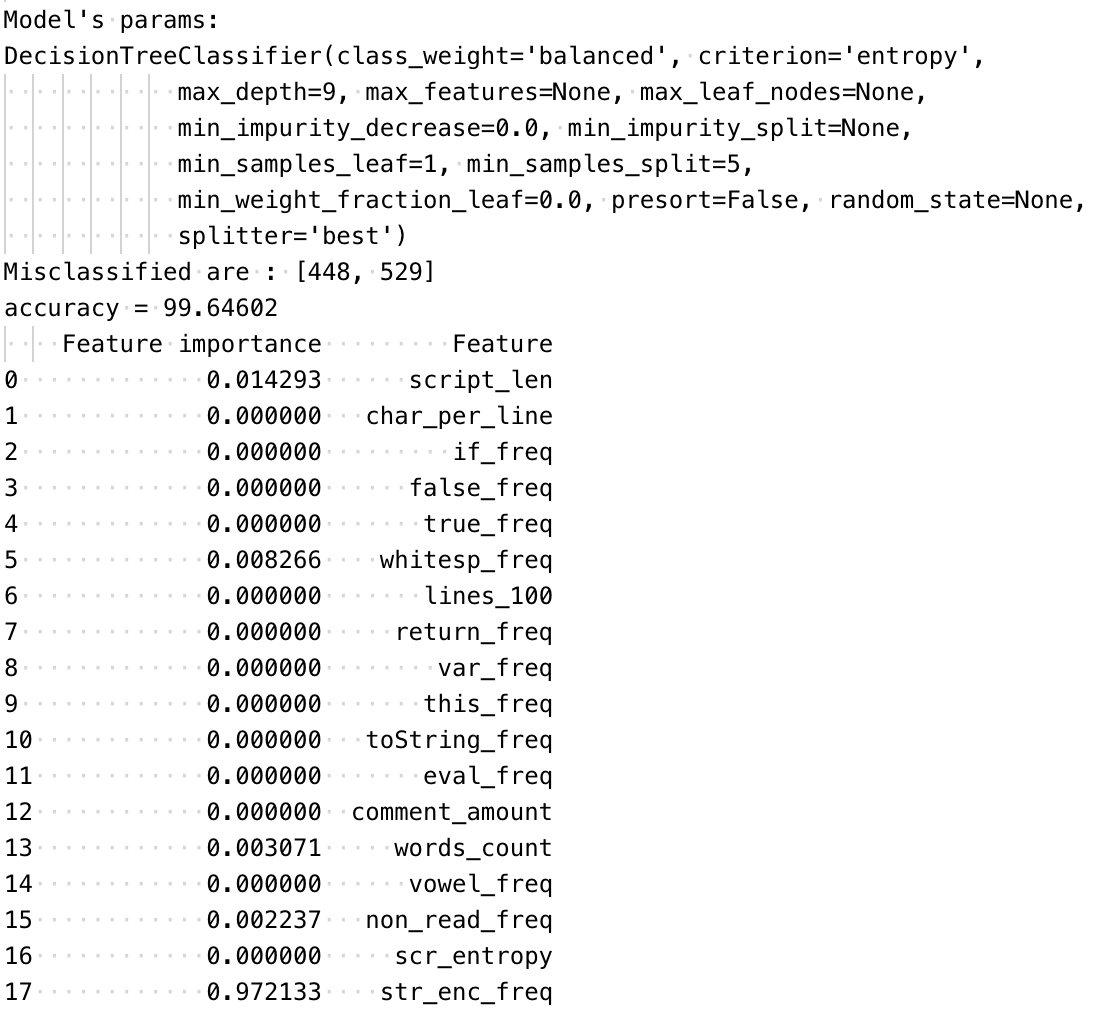 Model's params:
DecisionTreeClassifier(class_weight='balanced', criterion='entropy',
max_depth=9, max_features=None, max_leaf_nodes=None,
min_impurity_decrease=0.0, min_impurity_split=None,
min_samples_leaf=1, min_samples_split=5,
min_weight_fraction_leaf=0.0, presort=False, random_state=None,
splitter='best')
Misclassified are : [448, 529]
accuracy = 99.64602
Feature importance Feature
0 0.014293 script_len
1 0.000000 char_per_line
2 0.000000 if_freq
3 0.000000 false_freq
4 0.000000 true_freq
5 0.008266 whitesp_freq
6 0.000000 lines_100
7 0.000000 return_freq
8 0.000000 var_freq
9 0.000000 this_freq
10 0.000000 toString_freq
11 0.000000 eval_freq
12 0.000000 comment_amount
13 0.003071 words_count
14 0.000000 vowel_freq
15 0.002237 non_read_freq
16 0.000000 scr_entropy
17 0.972133 str_enc_freq